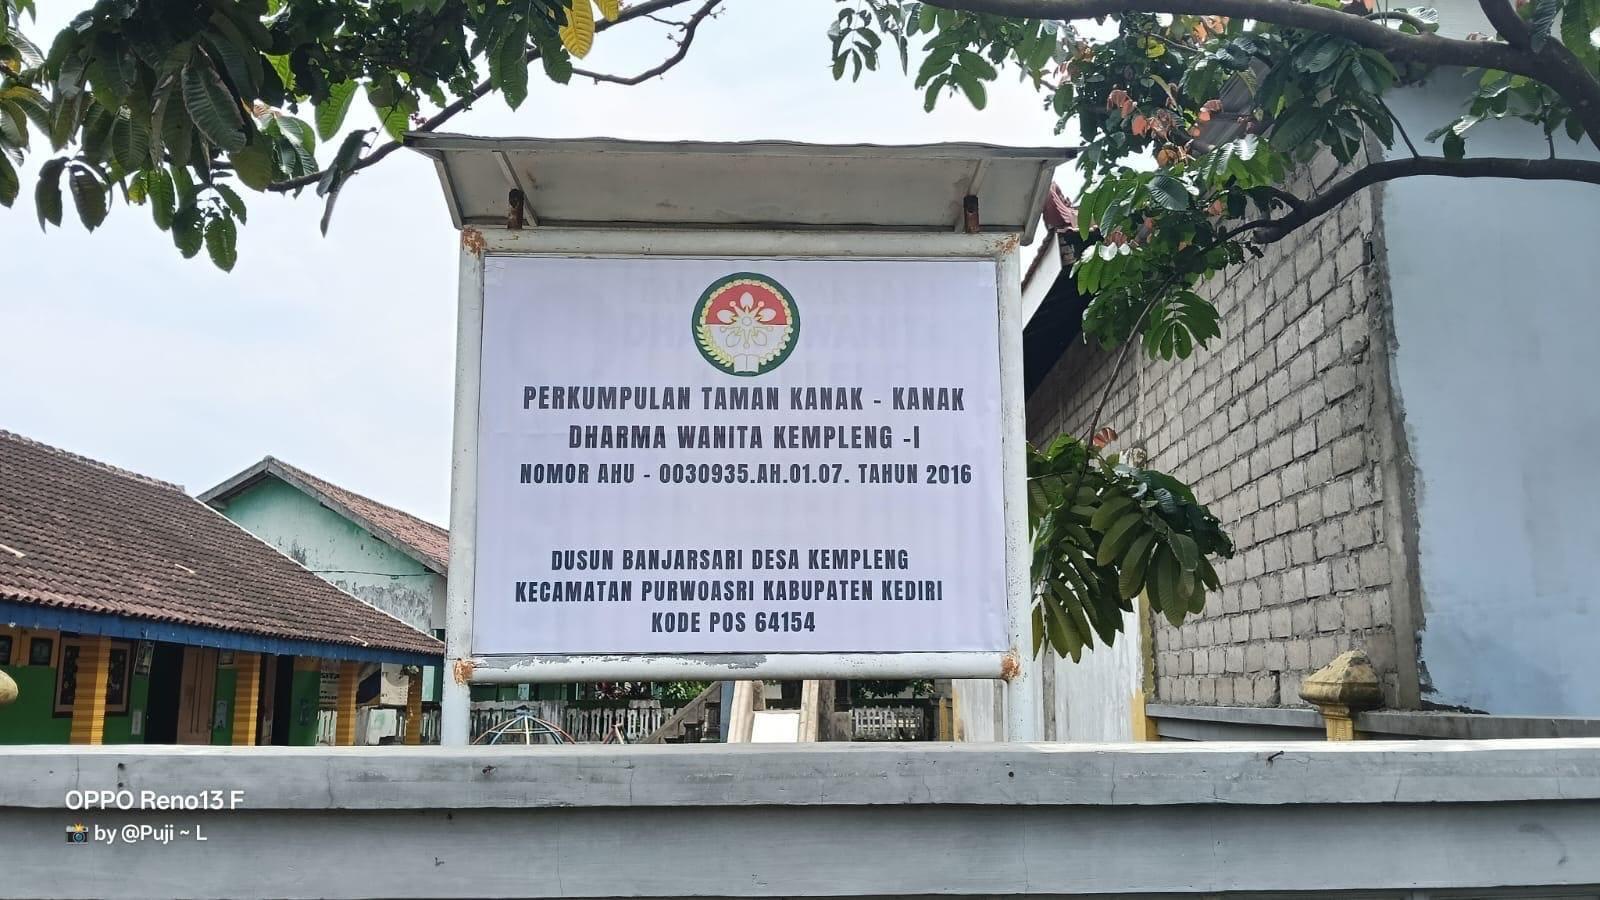 PERKUMPULAN TAMAN KANAK - KANAK
DHARMA WANITA KEMPLENG -I
NOMOR AHU - 0030935.AH.01.07. TAHUN 2016
DUSUN BANJARSARI DESA KEMPLENG
KECAMATAN PURWOASRI KABUPATEN KEDIRI
KODE POS 64154
OPPO Reno13 F
📸 by @Puji ~ L